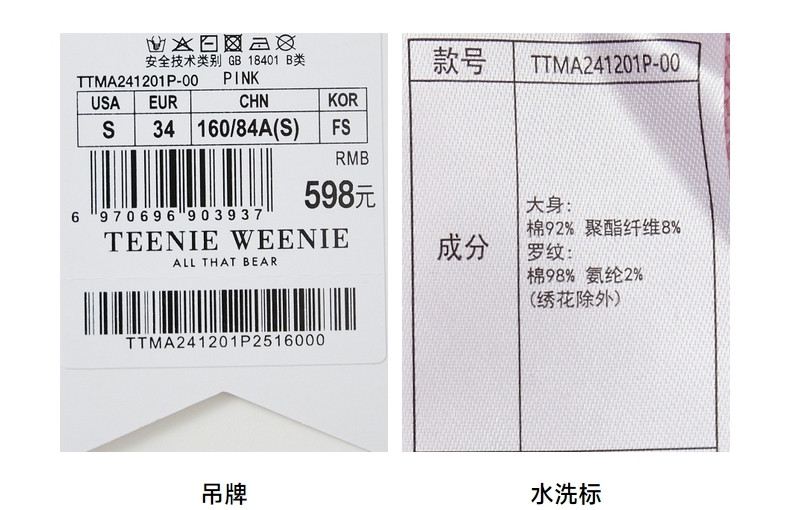 安全技术类别 GB 18401 B类
TTMA241201P-00 PINK
USA EUR CHN KOR
S 34 160/84A(S) FS
RMB
598元
6 970696 903937
TEENIE WEENIE
ALL THAT BEAR
TTMA241201P2516000
吊牌
款号 TTMA241201P-00
成分
大身:
棉92% 聚酯纤维8%
罗纹:
棉98% 氨纶2%
(绣花除外)
水洗标